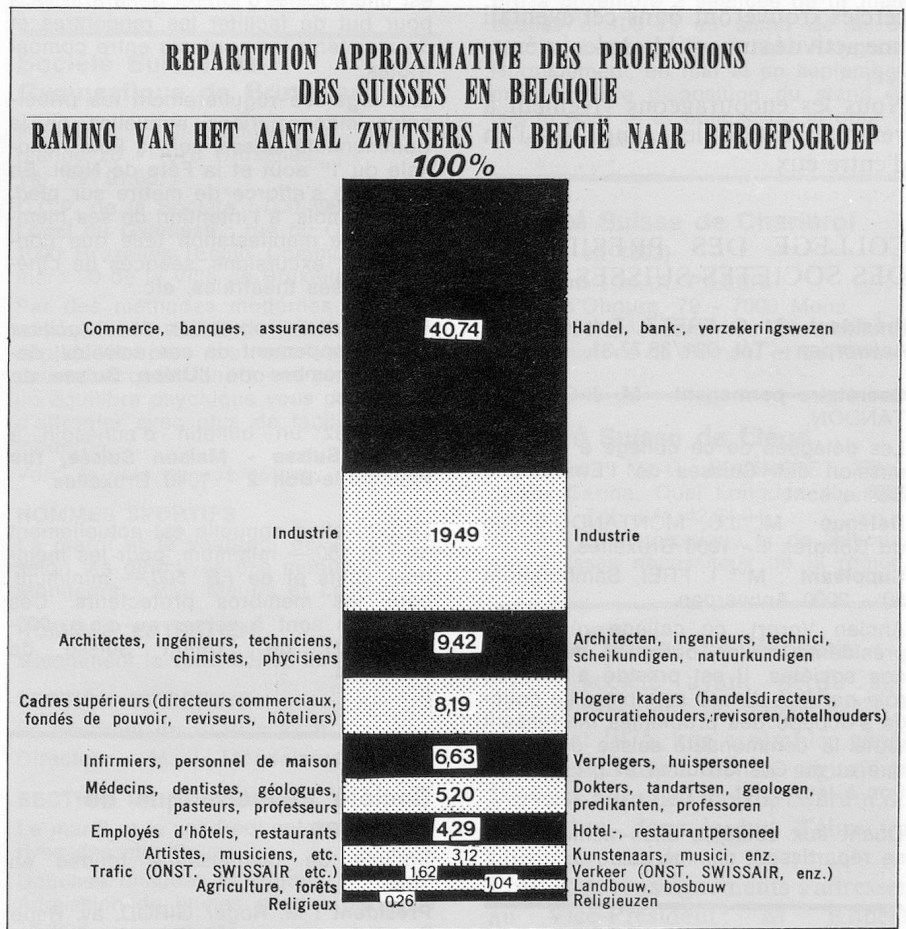 REPARTITION APPROXIMATIVE DES PROFESSIONS
DES SUISSES EN BELGIQUE
RAMING VAN HET AANTAL ZWITSERS IN BELGIË NAAR BEROEPSGROEP
100%
Commerce, banques, assurances 40,74 Handel, bank-, verzekeringswezen
Industrie 19,49 Industrie
Architectes, ingénieurs, techniciens,
chimistes, phycisiens
9,42
Architecten, ingenieurs, technici,
scheikundigen, natuurkundigen
Cadres supérieurs (directeurs commerciaux,
fondés de pouvoir, reviseurs, hôteliers)
8,19
Hogere kaders (handelsdirecteurs,
procuratiehouders, revisoren, hotelhouders)
Infirmiers, personnel de maison 6,63 Verplegers, huispersoneel
Médecins, dentistes, géologues,
pasteurs, professeurs
5,20
Dokters, tandartsen, geologen,
predikanten, professoren
Employés d'hôtels, restaurants 4,29 Hotel-, restaurantpersoneel
Artistes, musiciens, etc. 3,12 Kunstenaars, musici, enz.
Trafic (ONST, SWISSAIR etc.) 1,62 Verkeer (ONST, SWISSAIR, enz.)
Agriculture, forêts 1,04 Landbouw, bosbouw
Religieux 0,26 Religieuzen